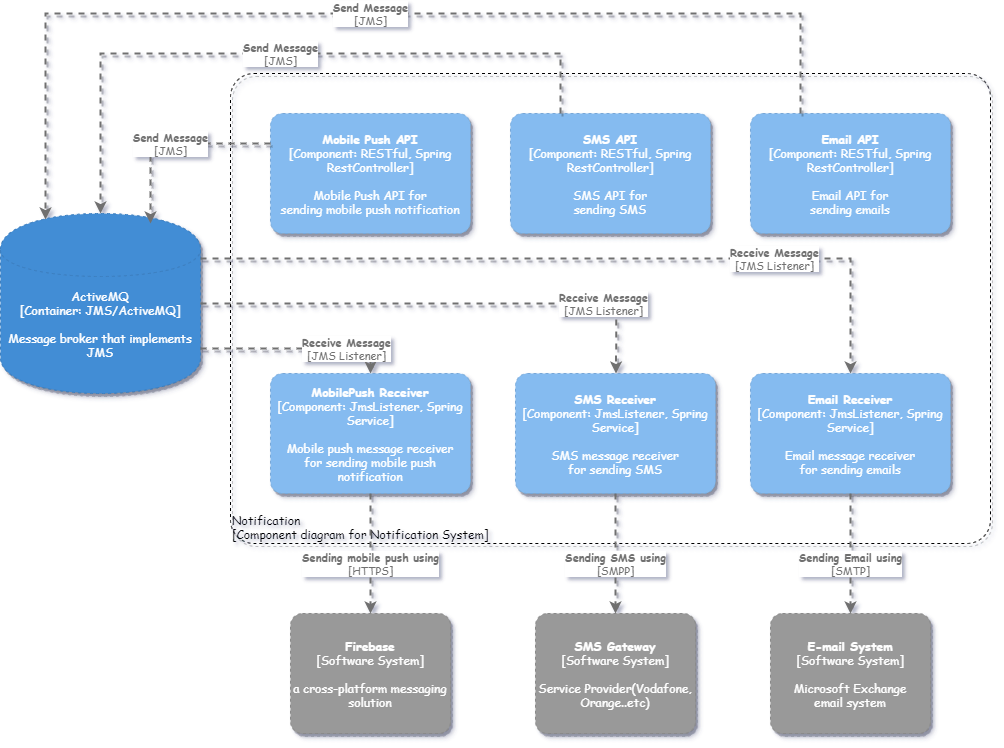 Send Message
[JMS]
Send Message
[JMS]
Send Message
[JMS]
Mobile Push API
[Component: RESTful, Spring
RestController]
Mobile Push API for
sending mobile push notification
SMS API
[Component: RESTful, Spring
RestController]
SMS API for
sending SMS
Email API
[Component: RESTful, Spring
RestController]
Email API for
sending emails
ActiveMQ
[Container: JMS/ActiveMQ]
Message broker that implements
JMS
Receive Message
[JMS Listener]
Receive Message
[JMS Listener]
Receive Message
[JMS Listener]
MobilePush Receiver
[Component: JmsListener, Spring
Service]
Mobile push message receiver
for sending mobile push
notification
SMS Receiver
[Component: JmsListener, Spring
Service]
SMS message receiver
for sending SMS
Email Receiver
[Component: JmsListener, Spring
Service]
Email message receiver
for sending emails
Notification
[Component diagram for Notification System]
Sending mobile push using
[HTTPS]
Sending SMS using
[SMPP]
Sending Email using
[SMTP]
Firebase
[Software System]
a cross-platform messaging
solution
SMS Gateway
[Software System]
Service Provider(Vodafone,
Orange..etc)
E-mail System
[Software System]
Microsoft Exchange
email system